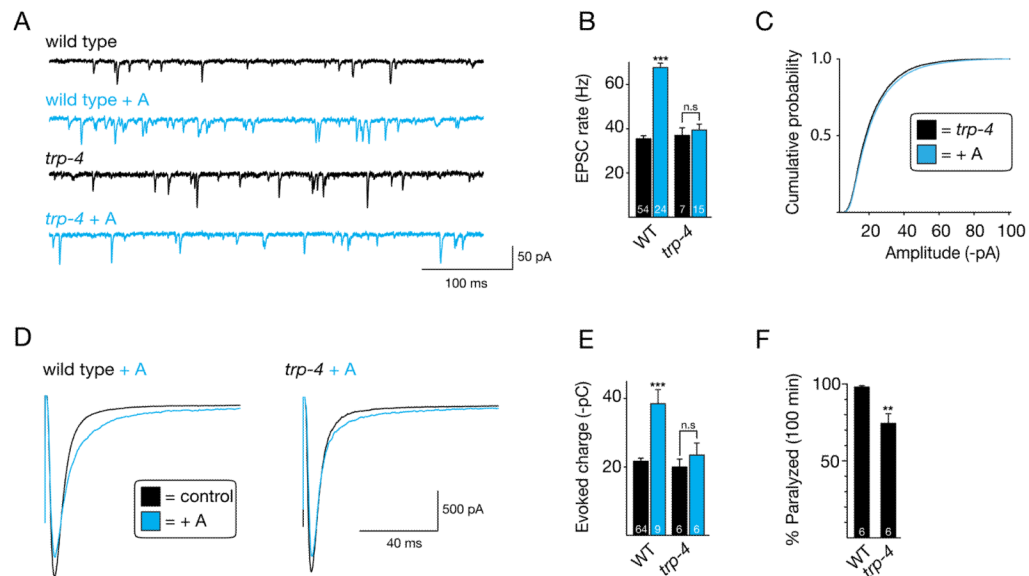 A
wild type
wild type + A
trp-4
trp-4 + A
50 pA
100 ms
B
EPSC rate (Hz)
60
40
20
***
n.s
54
24
7
15
WT
trp-4
C
Cumulative probability
1.0
0.5
= trp-4
= + A
20
40
60
80
100
Amplitude (-pA)
D
wild type + A
trp-4 + A
= control
= + A
500 pA
40 ms
E
Evoked charge (-pC)
40
20
***
n.s
64
9
6
6
WT
trp-4
F
% Paralyzed (100 min)
100
50
**
6
6
WT
trp-4